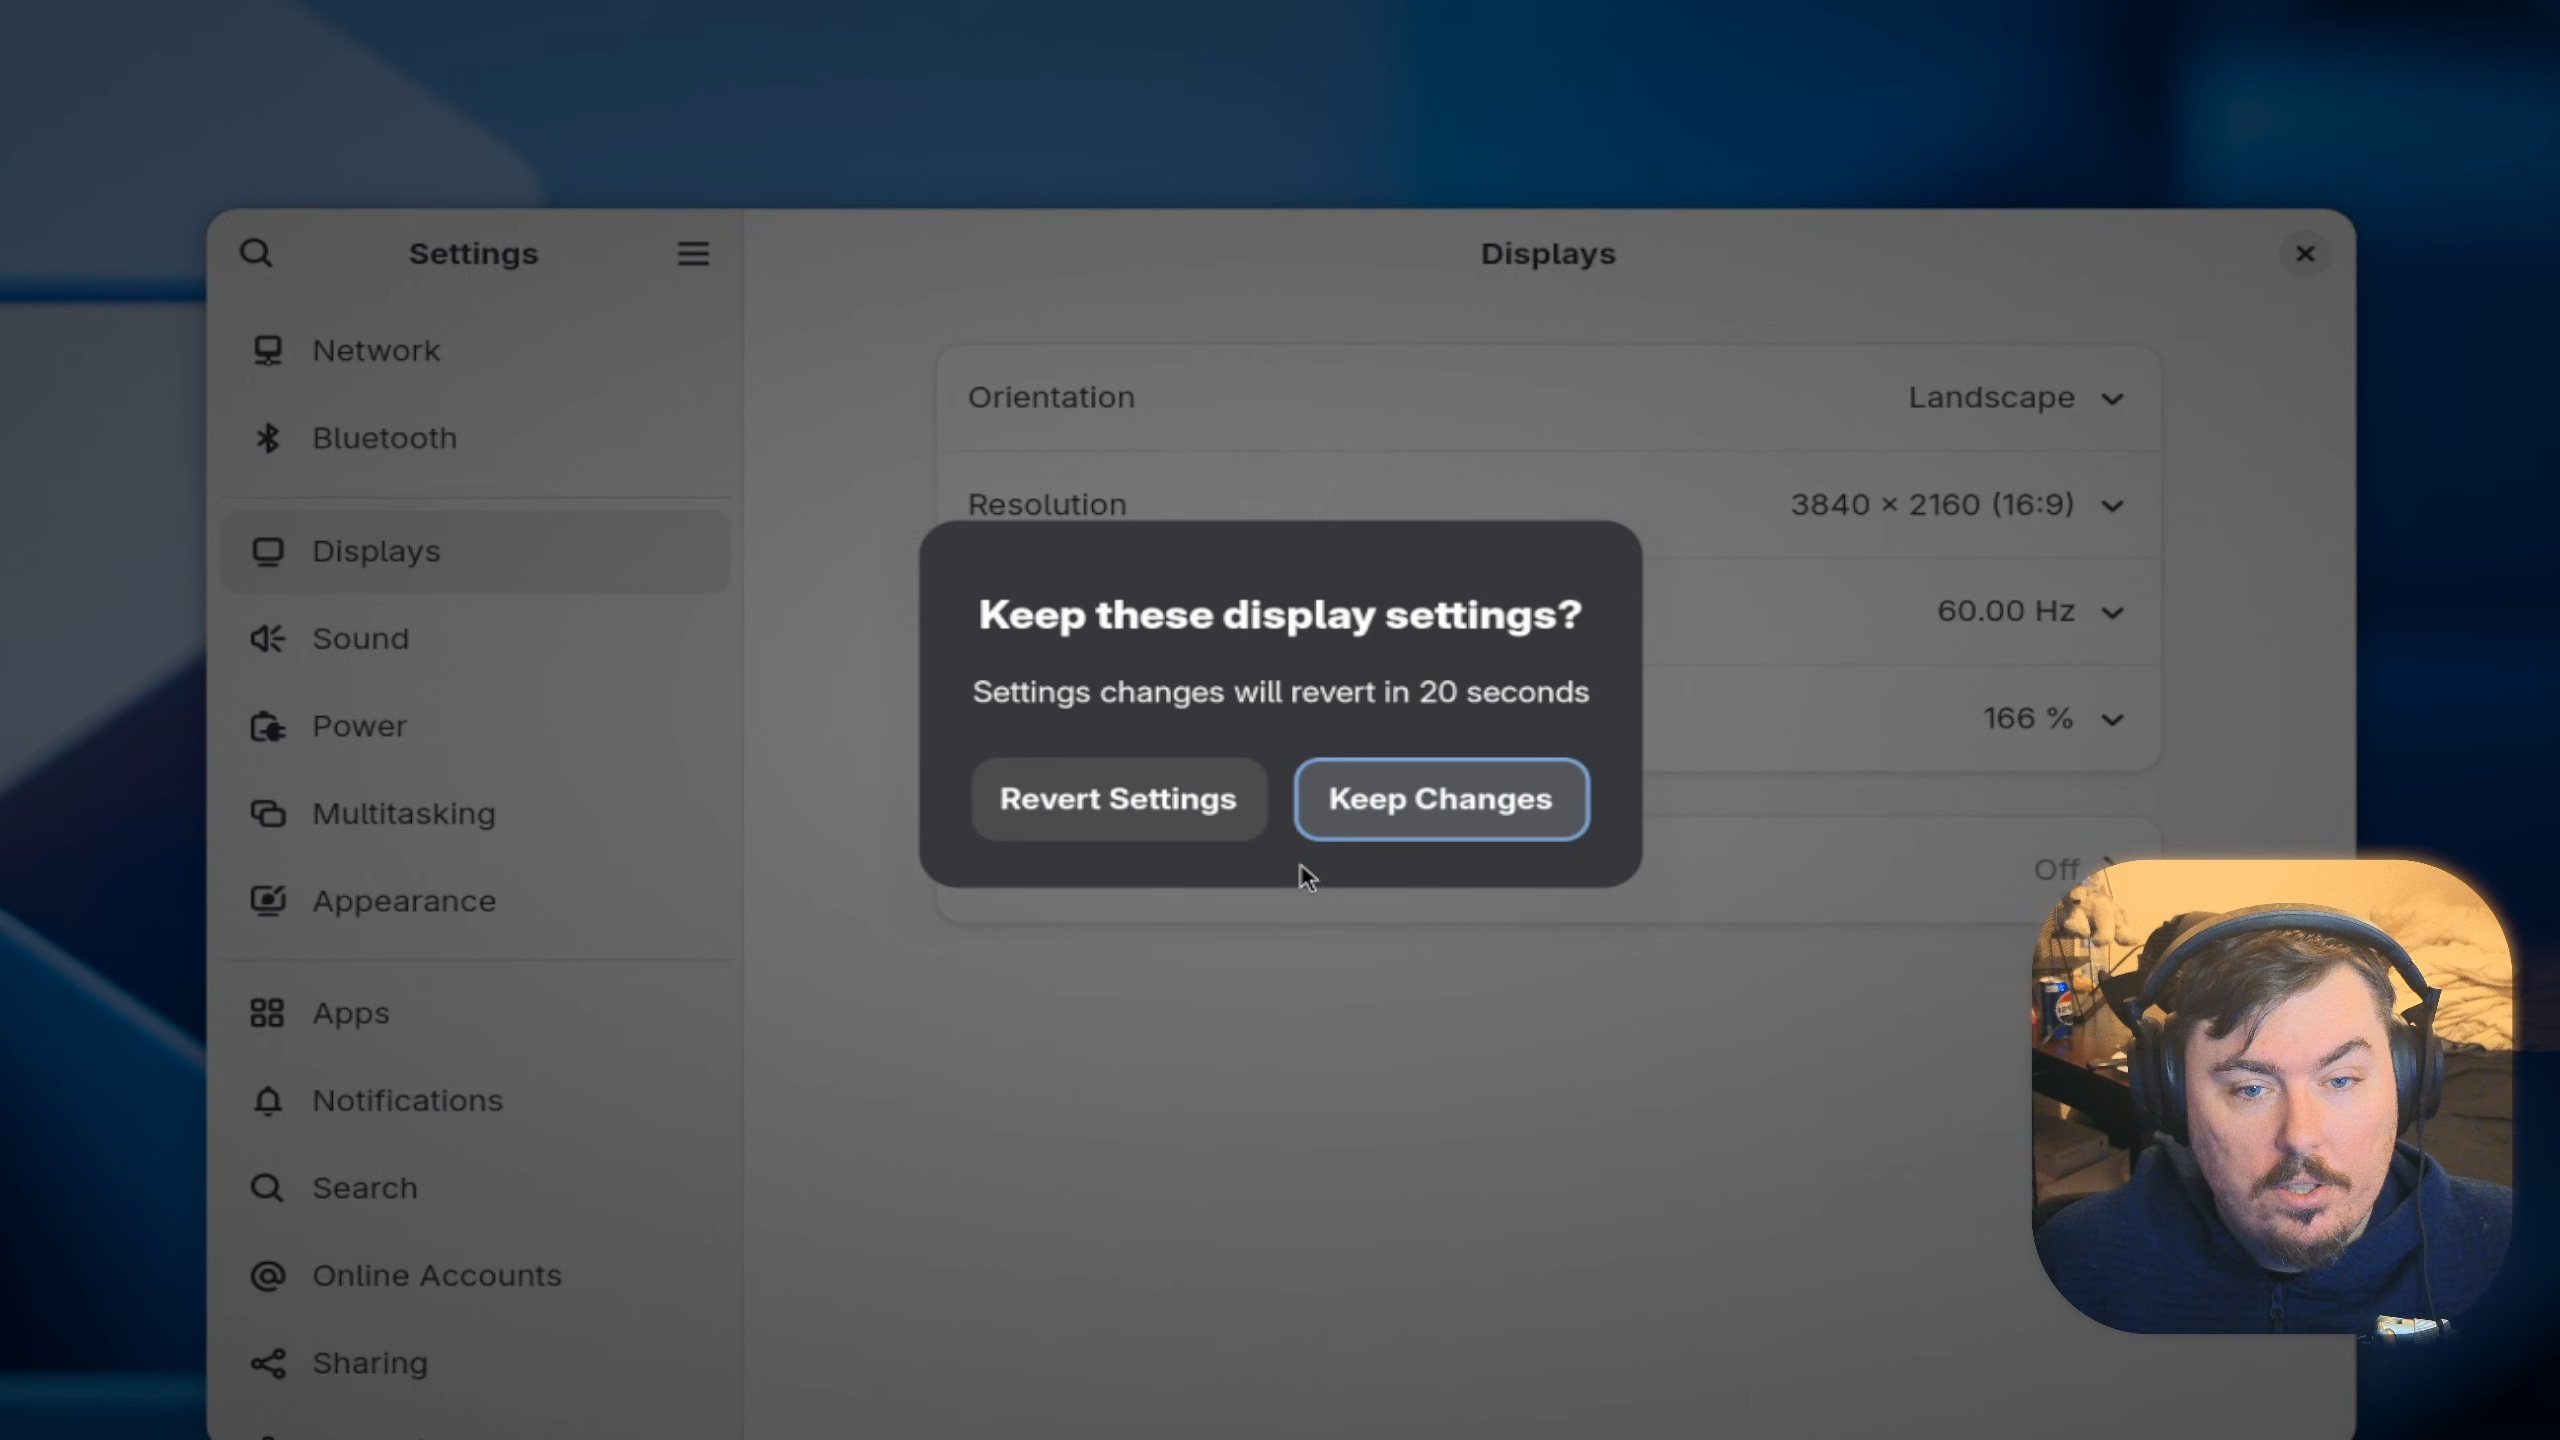 Settings
Displays
Network
Bluetooth
Displays
Sound
Power
Multitasking
Appearance
Apps
Notifications
Search
Online Accounts
Sharing
Orientation
Landscape
Resolution
3840 × 2160 (16:9)
60.00 Hz
166 %
Off
Keep these display settings?
Settings changes will revert in 20 seconds
Revert Settings
Keep Changes